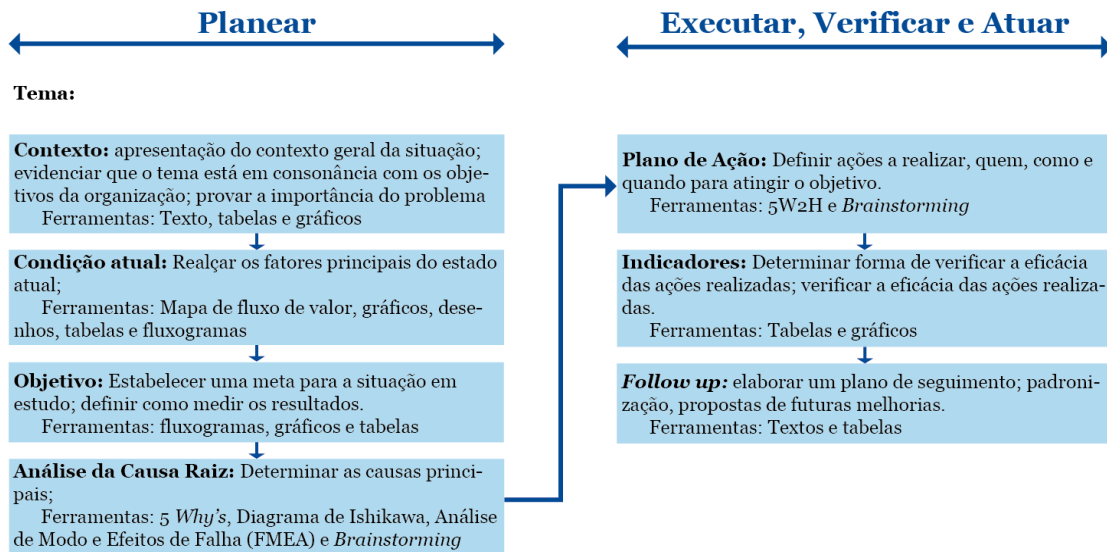 Planear
Executar, Verificar e Atuar
Tema:
Contexto: apresentação do contexto geral da situação;
evidenciar que o tema está em consonância com os obje-
tivos da organização; provar a importância do problema
Ferramentas: Texto, tabelas e gráficos
Condição atual: Realçar os fatores principais do estado
atual;
Ferramentas: Mapa de fluxo de valor, gráficos, dese-
nhos, tabelas e fluxogramas
Objetivo: Estabelecer uma meta para a situação em
estudo; definir como medir os resultados.
Ferramentas: fluxogramas, gráficos e tabelas
Análise da Causa Raiz: Determinar as causas princi-
pais;
Ferramentas: 5 Why's, Diagrama de Ishikawa, Análise
de Modo e Efeitos de Falha (FMEA) e Brainstorming
Plano de Ação: Definir ações a realizar, quem, como e
quando para atingir o objetivo.
Ferramentas: 5W2H e Brainstorming
Indicadores: Determinar forma de verificar a eficácia
das ações realizadas; verificar a eficácia das ações realiza-
das.
Ferramentas: Tabelas e gráficos
Follow up: elaborar um plano de seguimento; padroni-
zação, propostas de futuras melhorias.
Ferramentas: Textos e tabelas